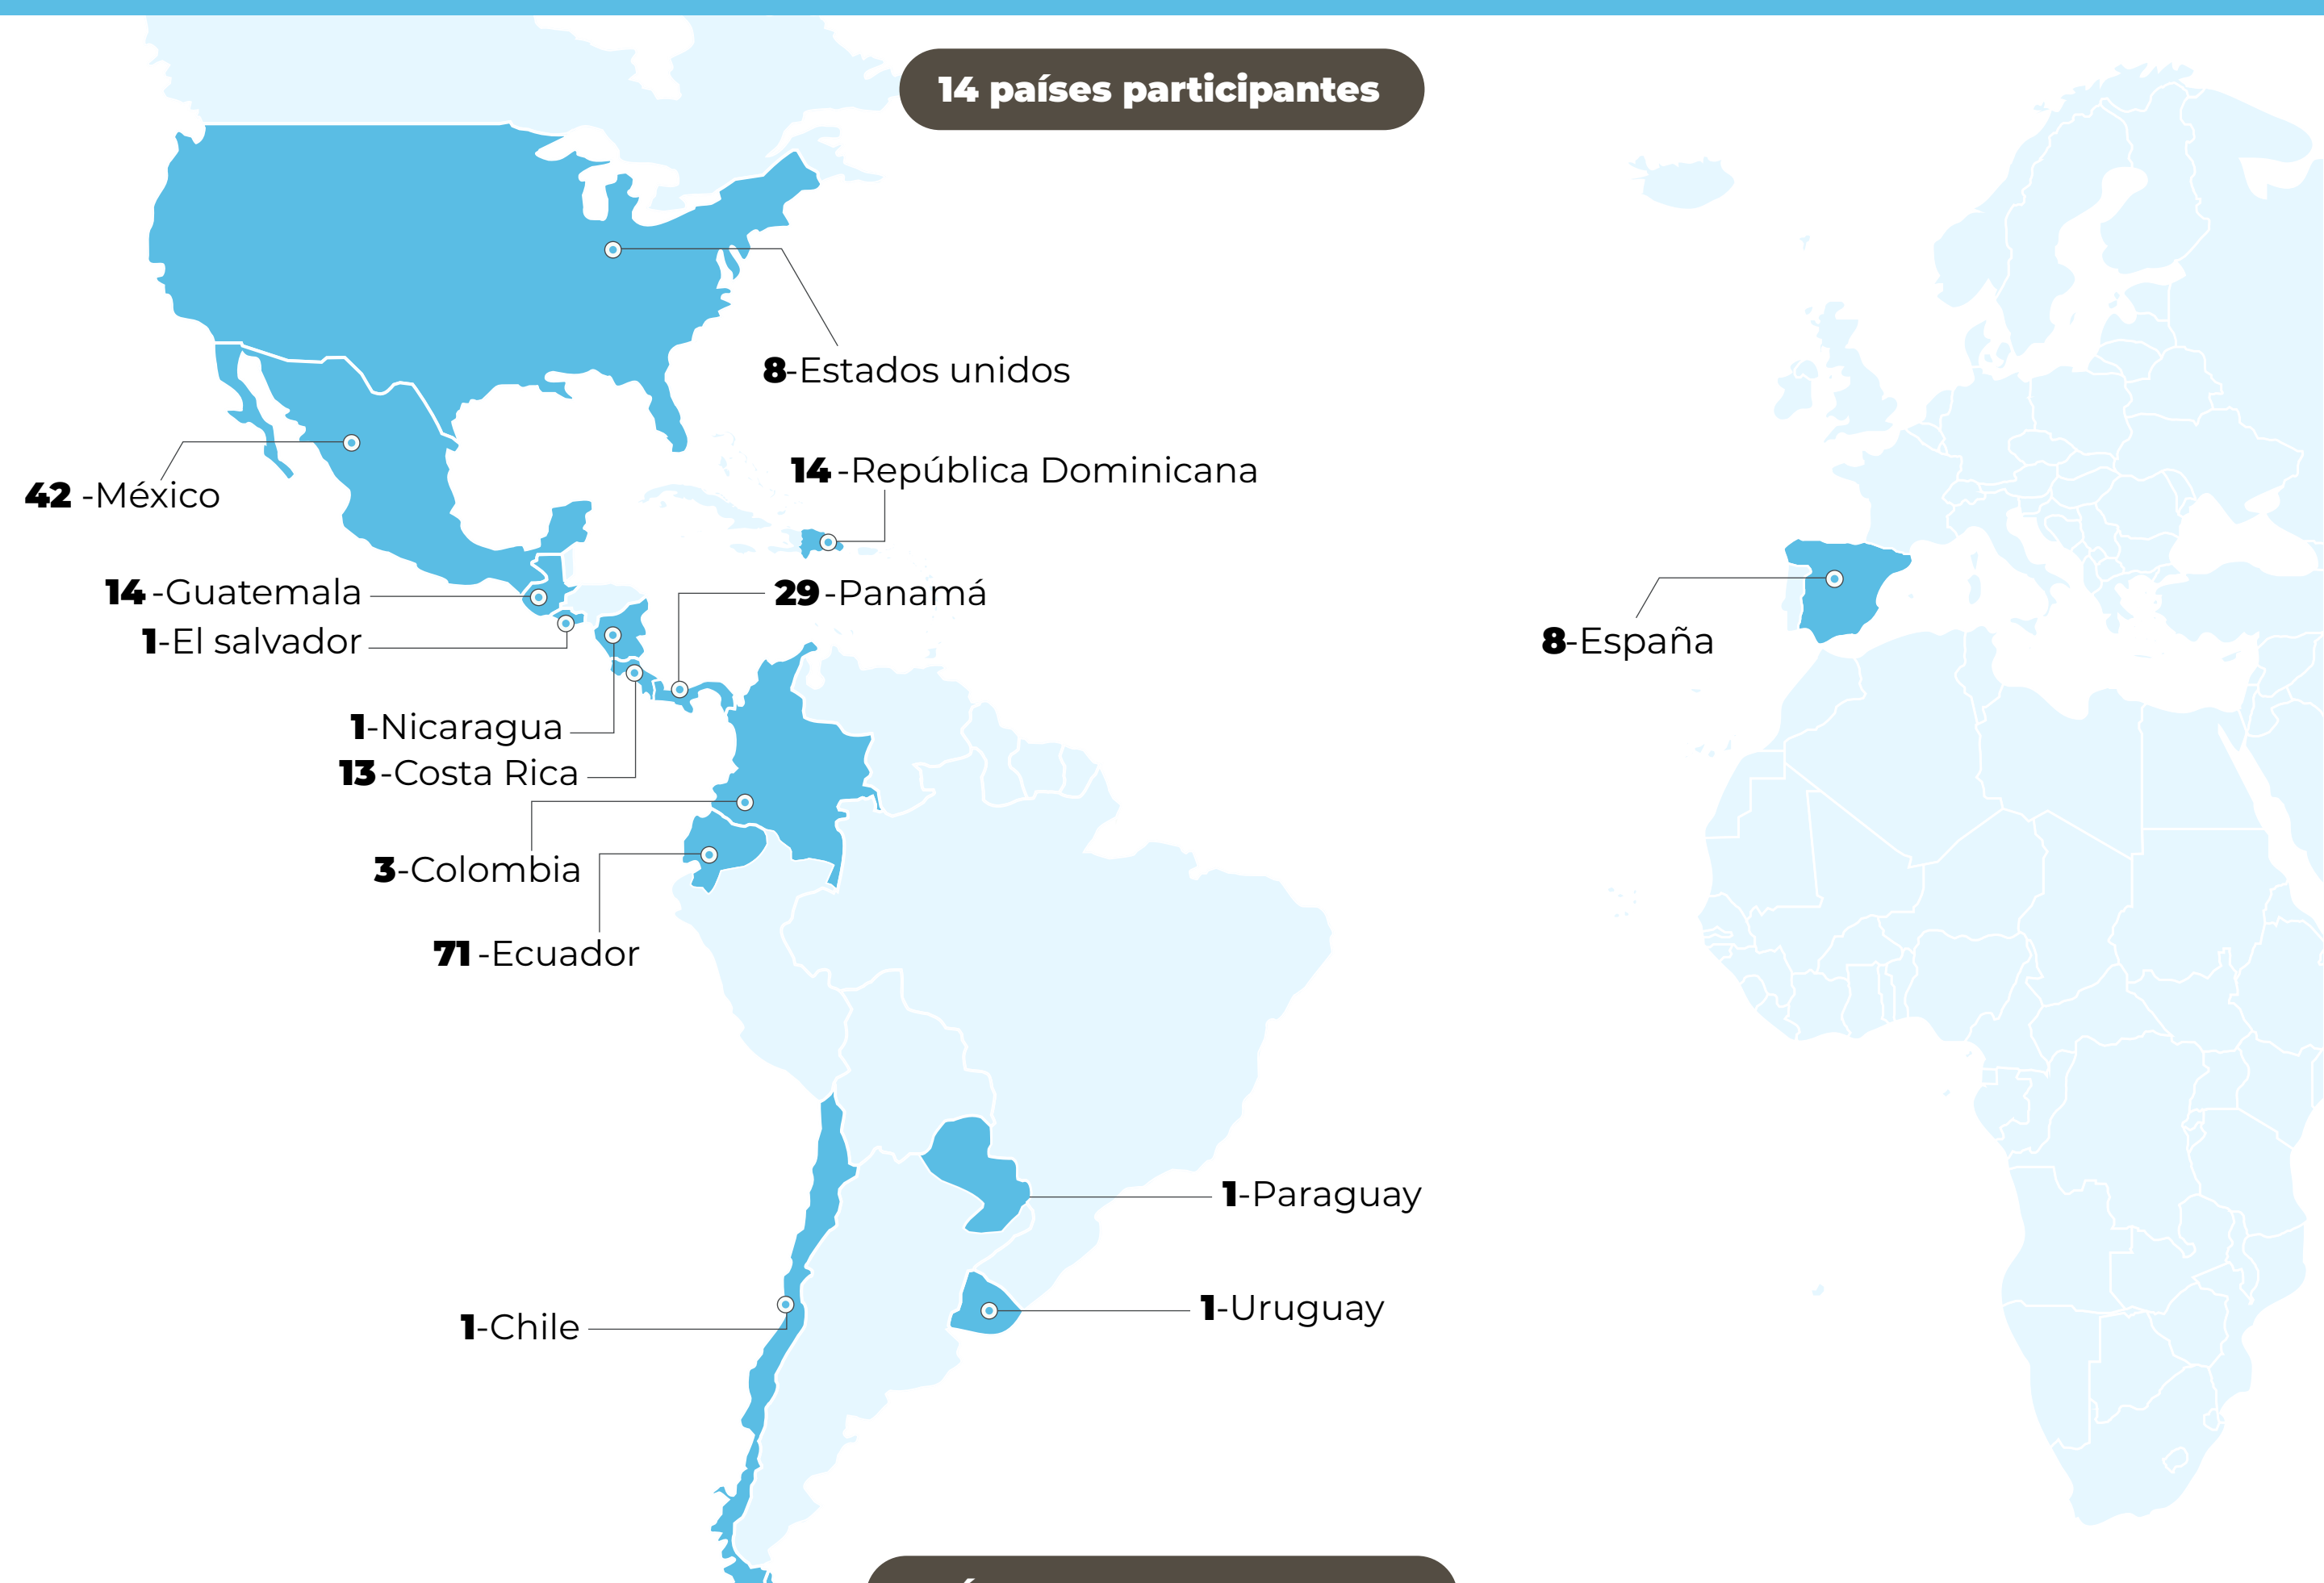 14 países participantes
8-Estados unidos
14-República Dominicana
42 -México
14-Guatemala
29-Panamá
1-El salvador
8-España
1-Nicaragua
13-Costa Rica
3-Colombia
71-Ecuador
1-Paraguay
1-Uruguay
1-Chile